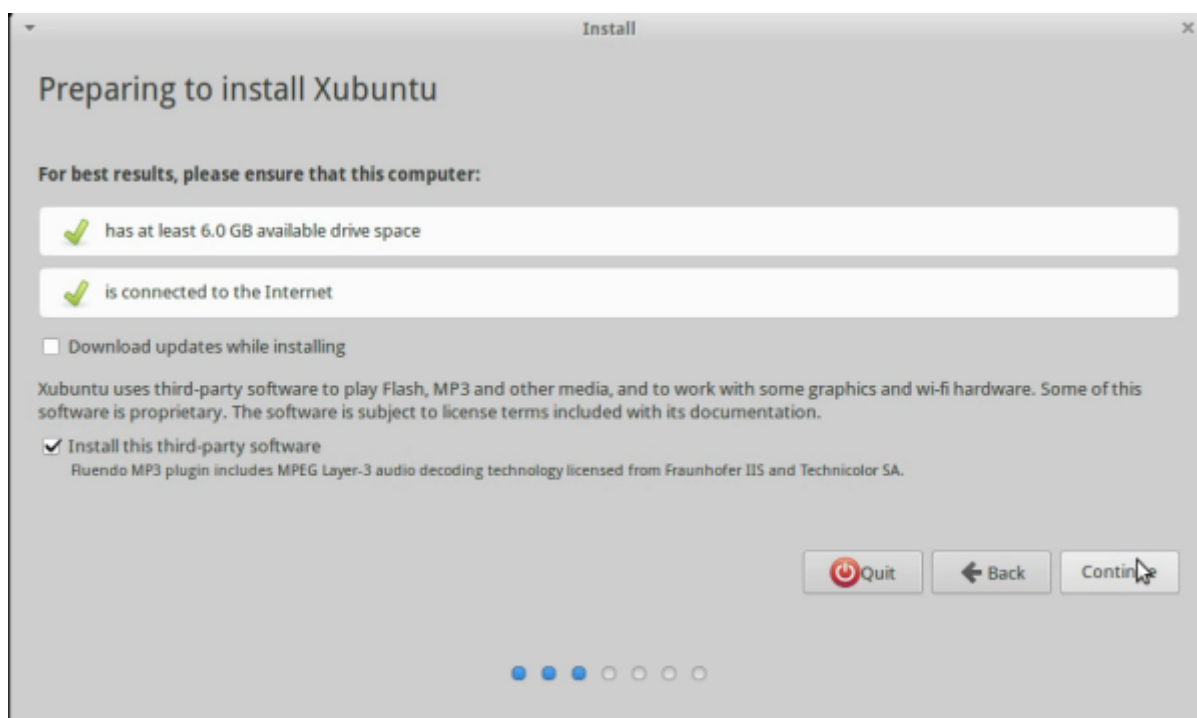 Install
Preparing to install Xubuntu
For best results, please ensure that this computer:
has at least 6.0 GB available drive space
is connected to the Internet
Download updates while installing
Xubuntu uses third-party software to play Flash, MP3 and other media, and to work with some graphics and wi-fi hardware. Some of this
software is proprietary. The software is subject to license terms included with its documentation.
Install this third-party software
Fluendo MP3 plugin includes MPEG Layer-3 audio decoding technology licensed from Fraunhofer IIS and Technicolor SA.
Quit
Back
Continue